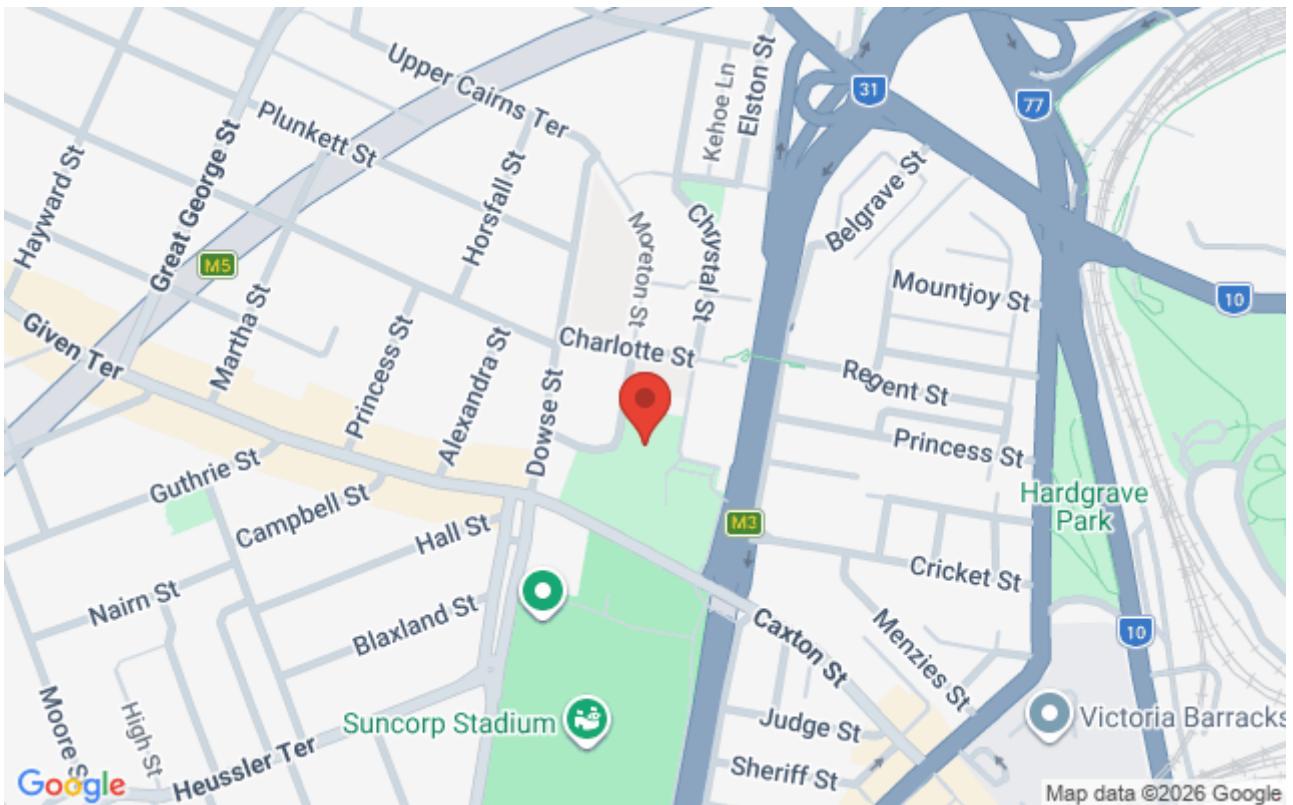 Upper Cairns Ter
Kehoe Ln
Elston St
31
77
Plunkett St
Great George St
Hayward St
Horsfall St
Moreton St
Chrystal St
Belgrave St
M5
Mountjoy St
10
Given Ter
Martha St
Princess St
Alexandra St
Charlotte St
Regent St
Dowse St
Princess St
Guthrie St
Campbell St
Hall St
M3
Hardgrave
Park
Cricket St
Nairn St
Blaxland St
Caxton St
Menzies St
10
Moore S
High St
Suncorp Stadium
Victoria Barracks
Judge St
Heussler Ter
Sheriff St
Google
Map data ©2026 Google